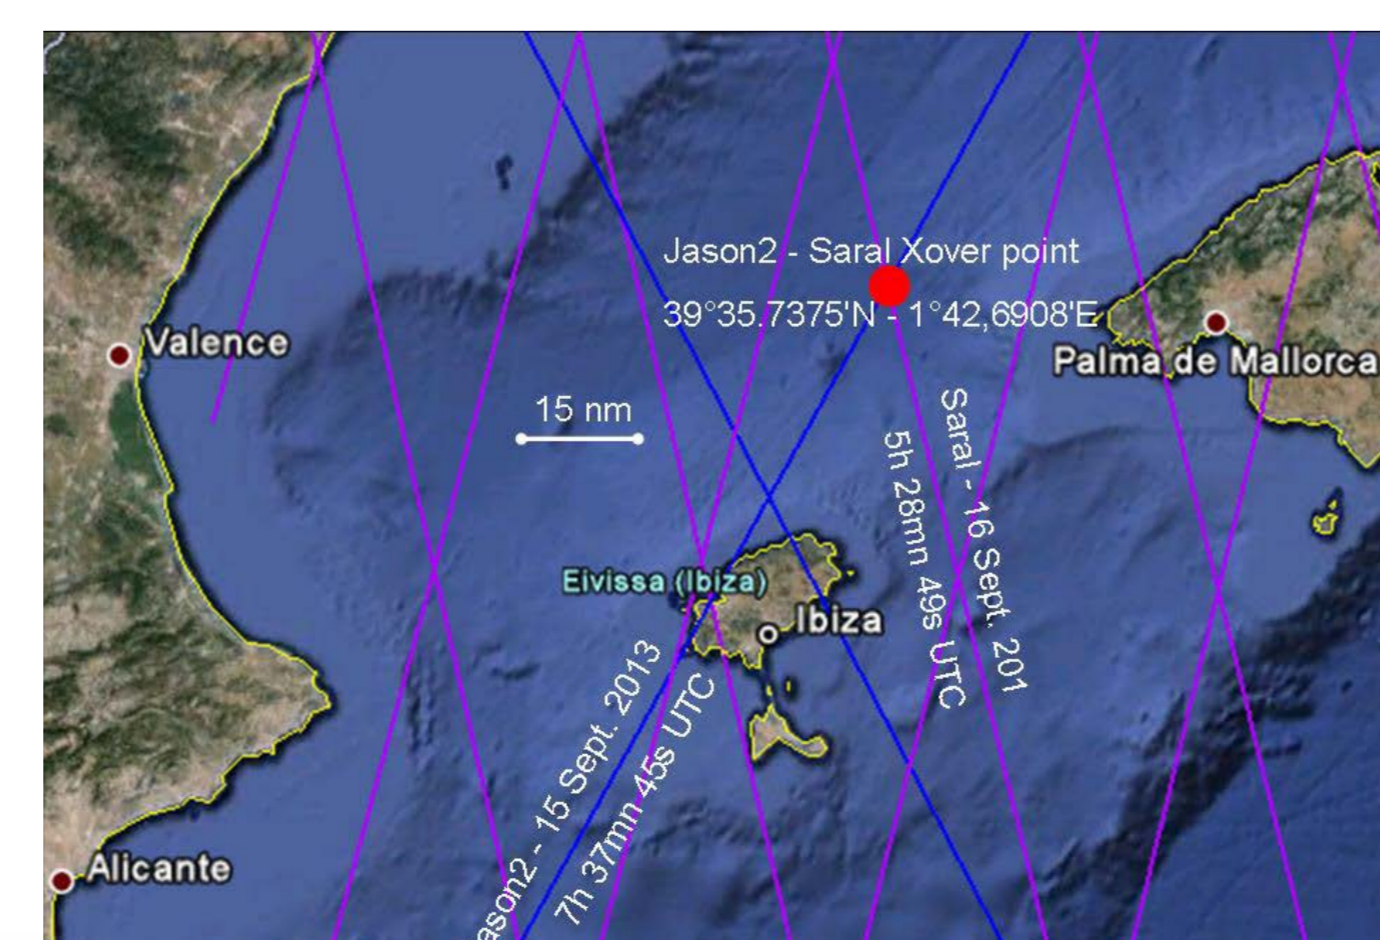 Jason2 - Saral Xover point
39°35.7375'N - 1°42,6908'E
Valence
Palma de Mallorca
15 nm
Saral - 16 Sept. 201
5h 28mn 49s UTC
Eivissa (Ibiza)
Ibiza
ason2 - 15 Sept. 2013
7h 37mn 45s UTC
Alicante